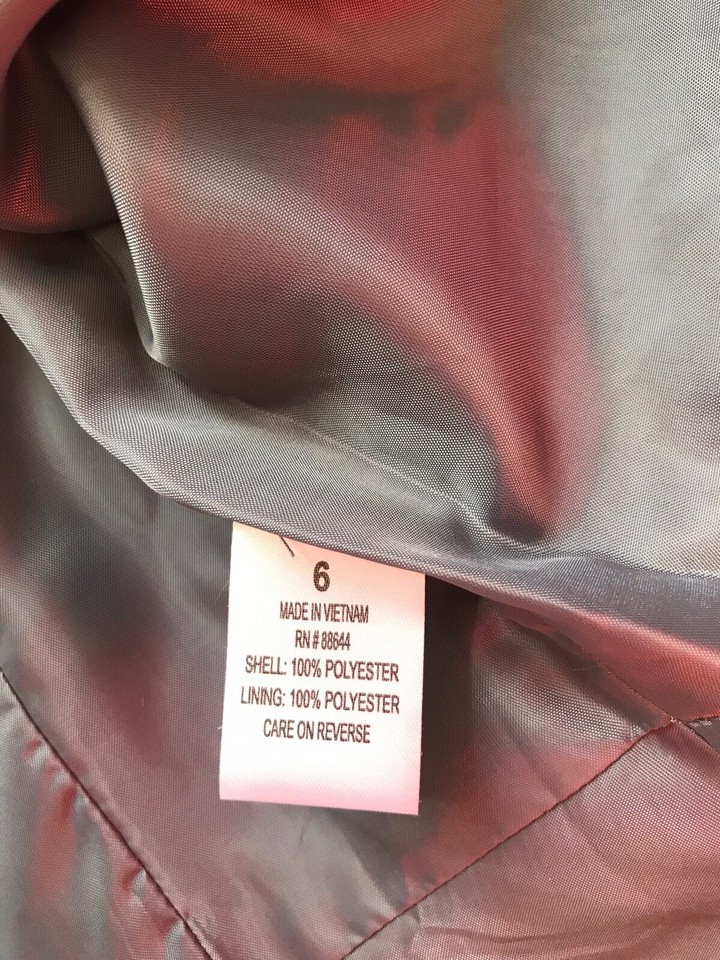 6
MADE IN VIETNAM
RN # 88644
SHELL: 100% POLYESTER
LINING: 100% POLYESTER
CARE ON REVERSE